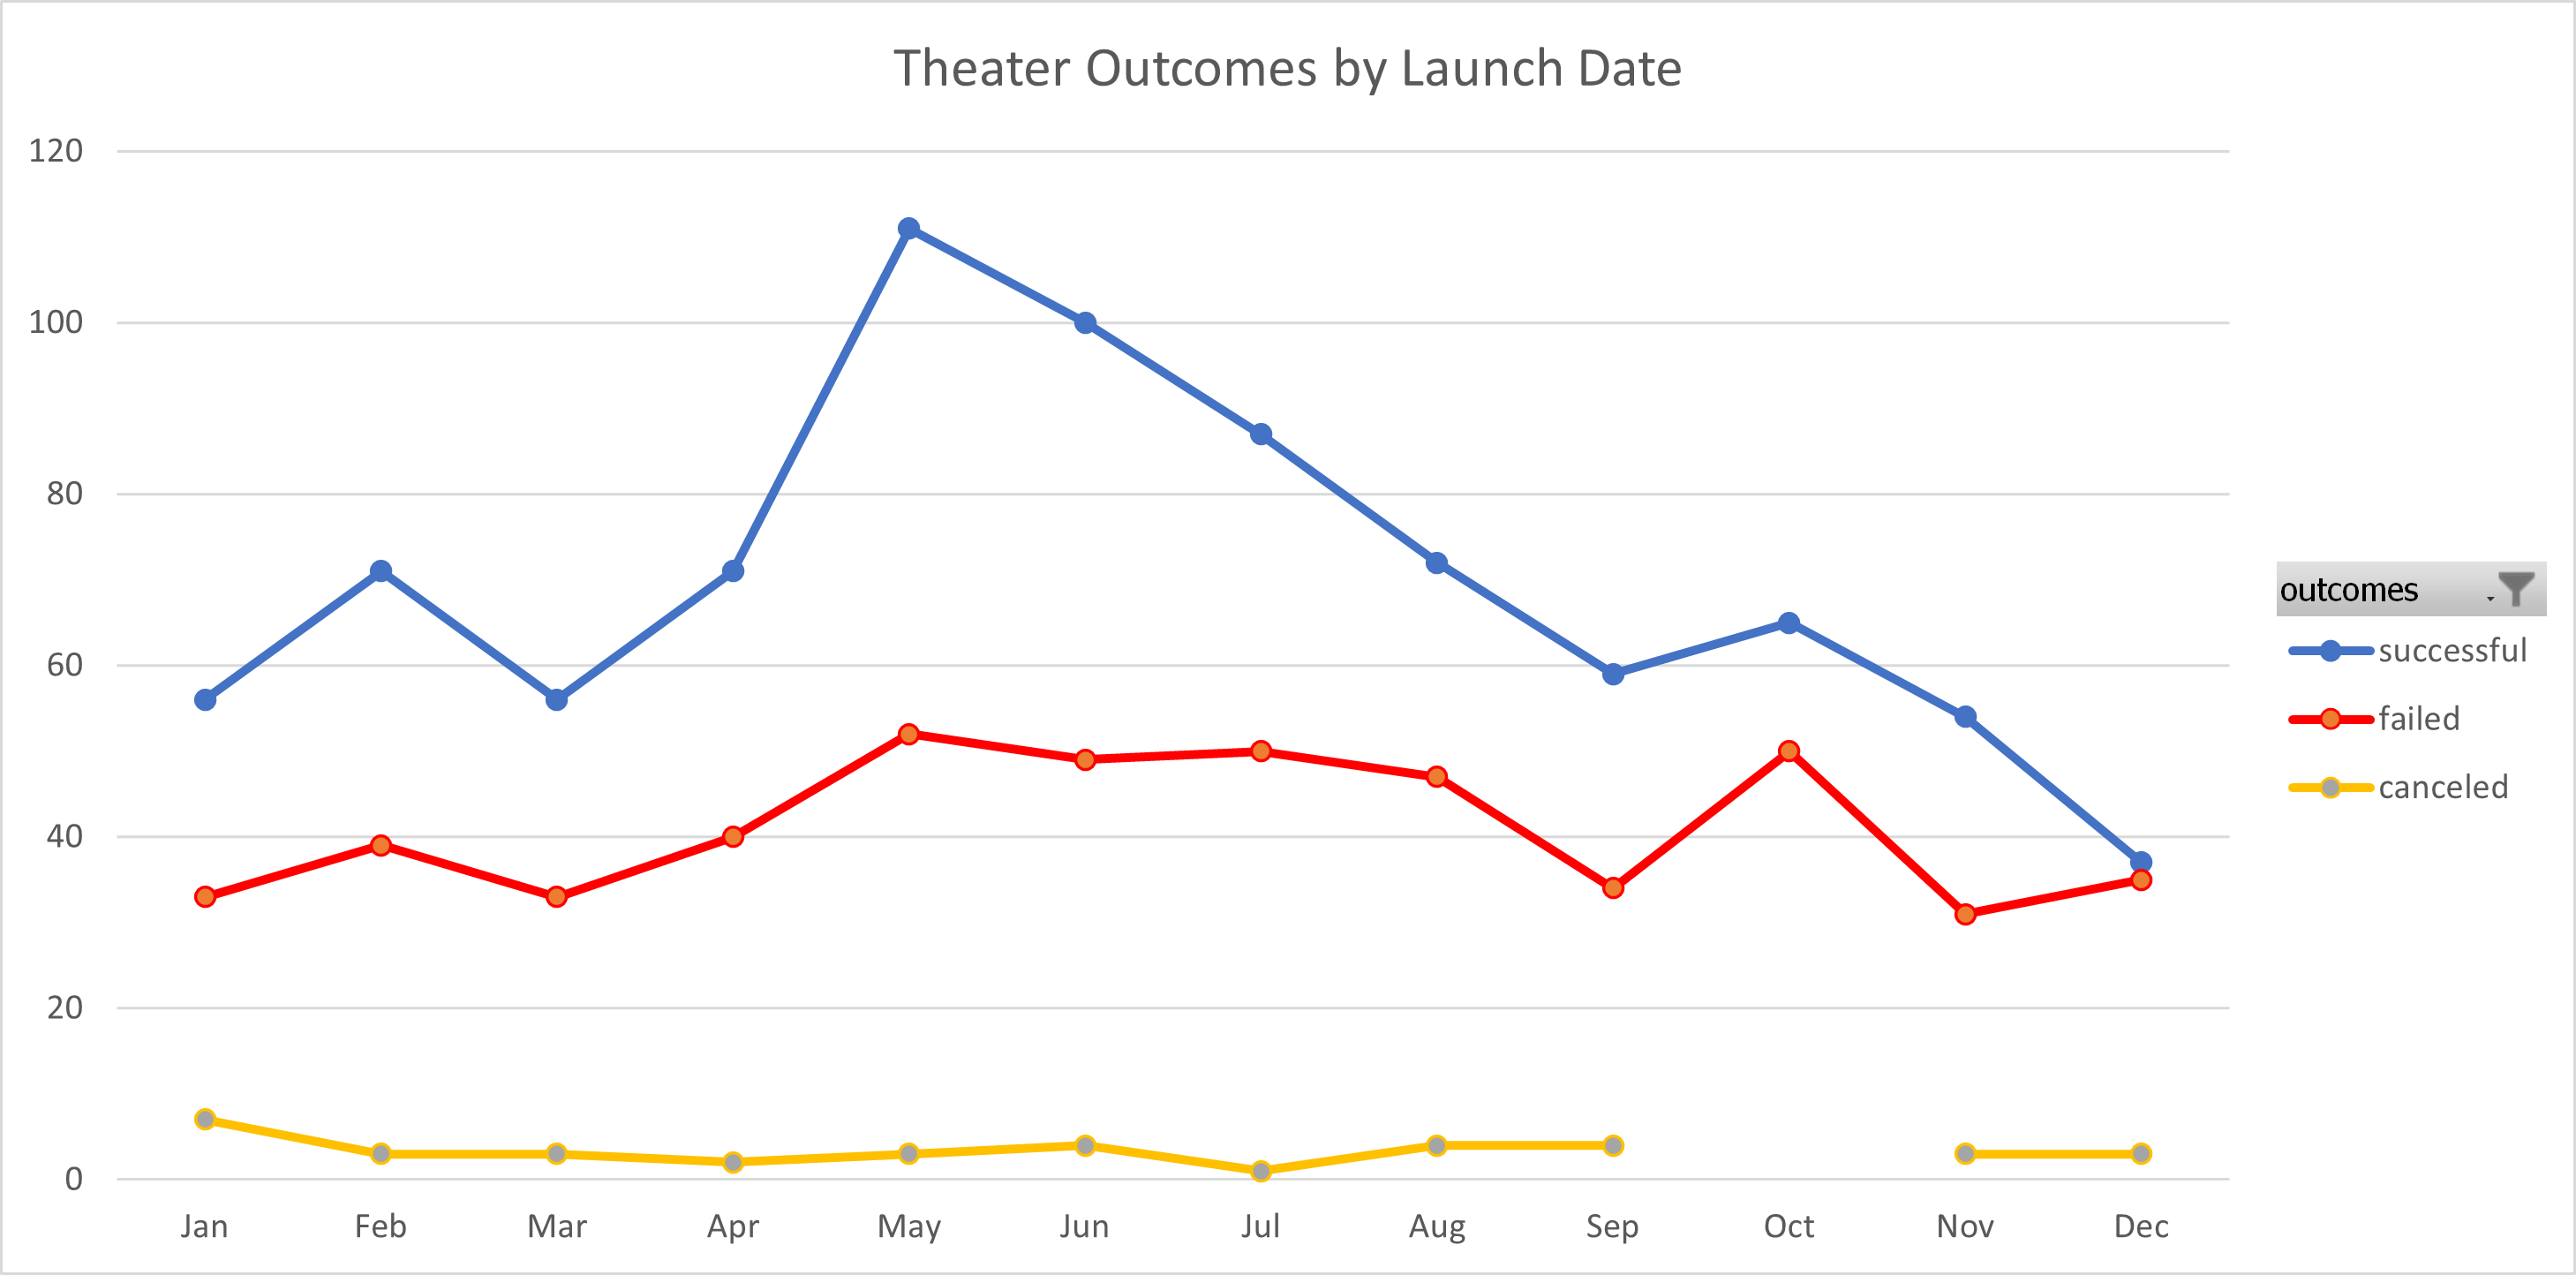 Theater Outcomes by Launch Date
120
100
80
60
40
20
0
Jan Feb Mar Apr May Jun Jul Aug Sep Oct Nov Dec
outcomes
successful
failed
canceled